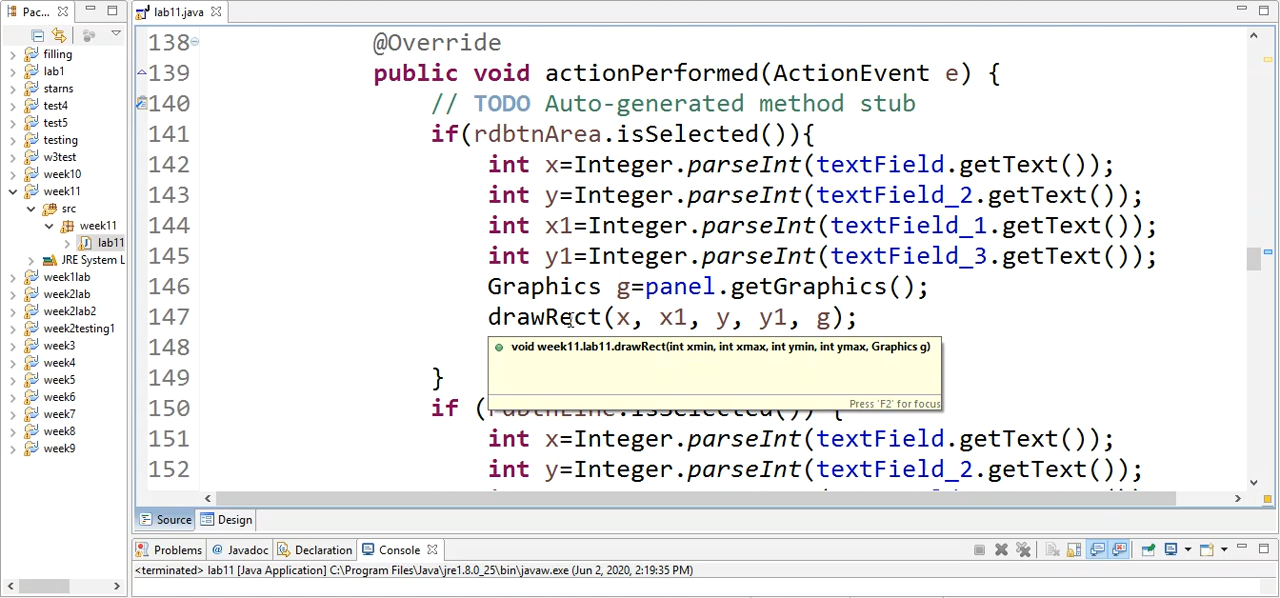 Pac...
filling
lab1
starns
test4
test5
testing
w3test
week10
week11
src
week11
lab11
JRE System L
week1lab
week2lab
week2lab2
week2testing1
week3
week4
week5
week6
week7
week8
week9
lab11.java
138 @Override
139 public void actionPerformed(ActionEvent e) {
140 // TODO Auto-generated method stub
141 if(rdbtnArea.isSelected()){
142 int x=Integer.parseInt(textField.getText());
143 int y=Integer.parseInt(textField_2.getText());
144 int x1=Integer.parseInt(textField_1.getText());
145 int y1=Integer.parseInt(textField_3.getText());
146 Graphics g=panel.getGraphics();
147 drawRect(x, x1, y, y1, g);
148
void week11.lab11.drawRect(int xmin, int xmax, int ymin, int ymax, Graphics g)
149 }
Press 'F2' for focus
150 if (rdbtnLine.isSelected()) {
151 int x=Integer.parseInt(textField.getText());
152 int y=Integer.parseInt(textField_2.getText());
Source Design
Problems @ Javadoc Declaration Console
<terminated> lab11 [Java Application] C:\Program Files\Java\jre1.8.0_25\bin\javaw.exe (Jun 2, 2020, 2:19:35 PM)